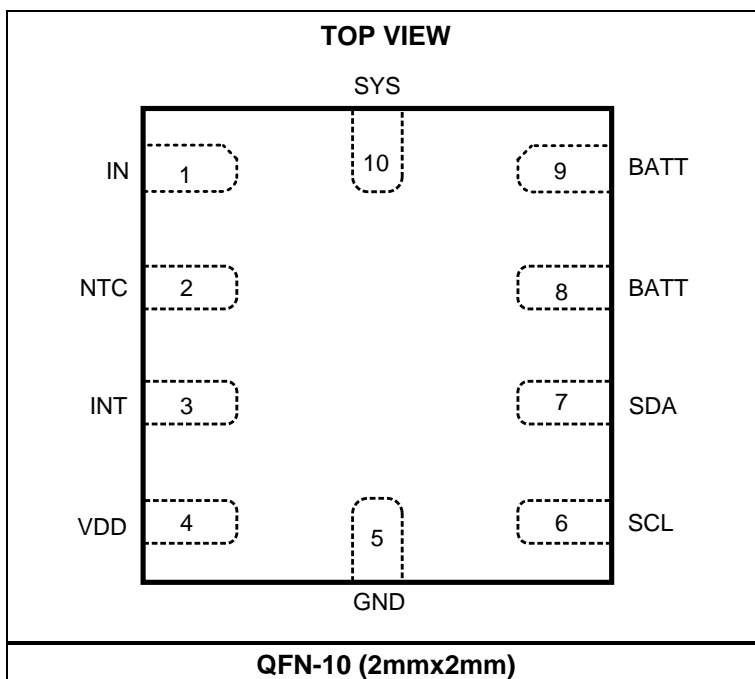 TOP VIEW
SYS
IN 1 10 9 BATT
NTC 2 8 BATT
INT 3 7 SDA
VDD 4 5 6 SCL
GND
QFN-10 (2mmx2mm)